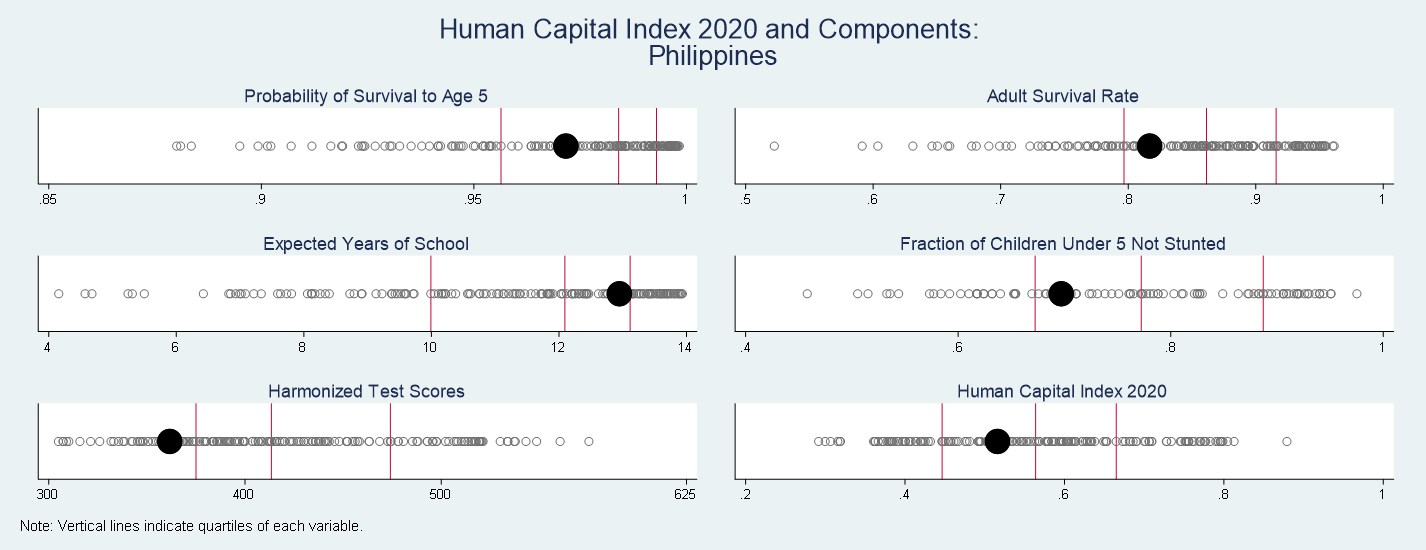 Human Capital Index 2020 and Components:
Philippines
Probability of Survival to Age 5
.85 .9 .95 1
Adult Survival Rate
.5 .6 .7 .8 .9 1
Expected Years of School
4 6 8 10 12 14
Fraction of Children Under 5 Not Stunted
.4 .6 .8 1
Harmonized Test Scores
300 400 500 625
Human Capital Index 2020
.2 .4 .6 .8 1
Note: Vertical lines indicate quartiles of each variable.